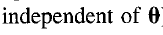 independent of θ)